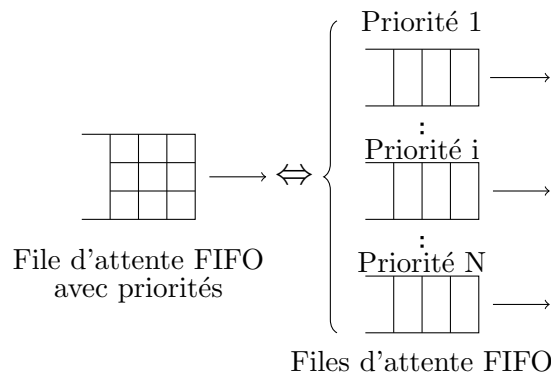 Priorité 1
Priorité i
Priorité N
File d'attente FIFO
avec priorités
Files d'attente FIFO